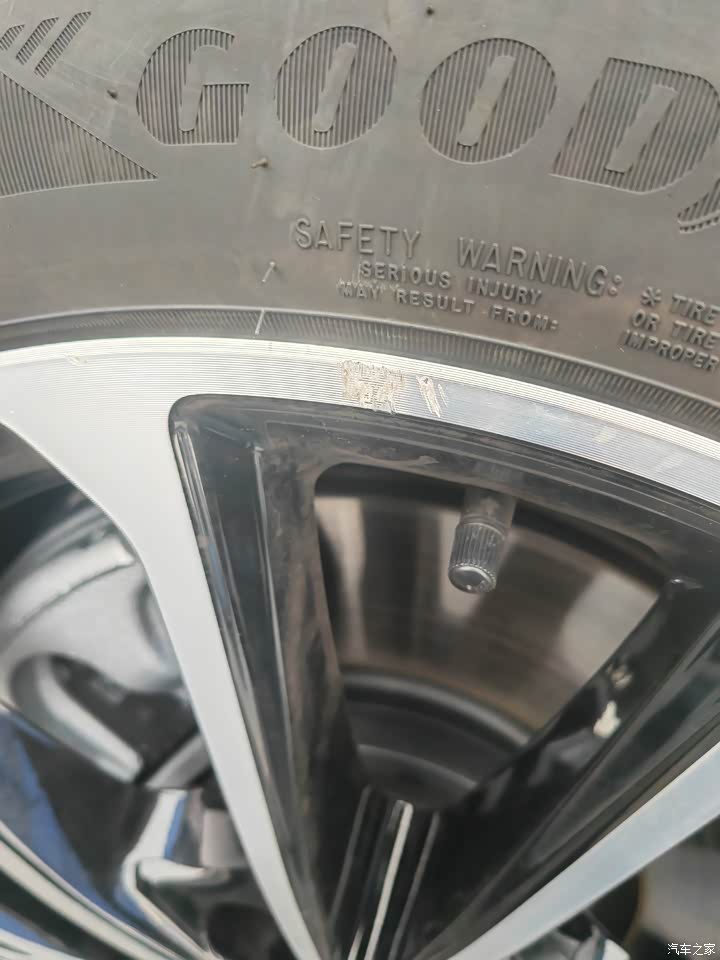 GOOD
SAFETY WARNING:
SERIOUS INJURY
MAY RESULT FROM:
* TIRE
OR TIRE
IMPROPER
汽车之家